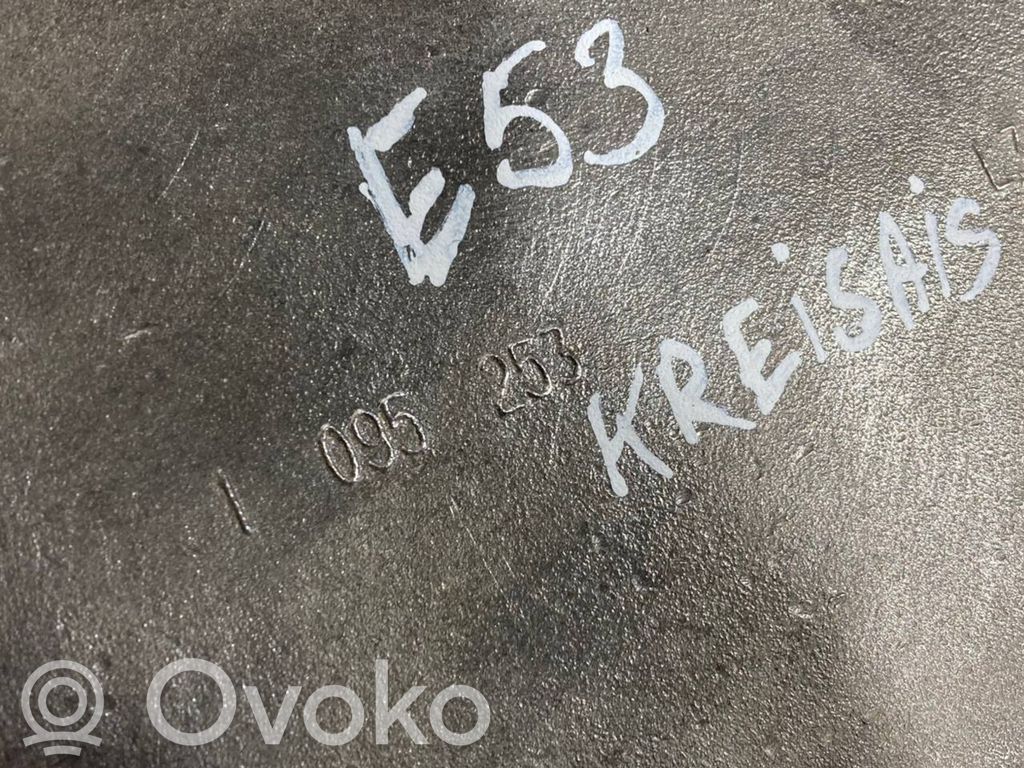 E53
KREiSAiS
1 095 253
Ovoko